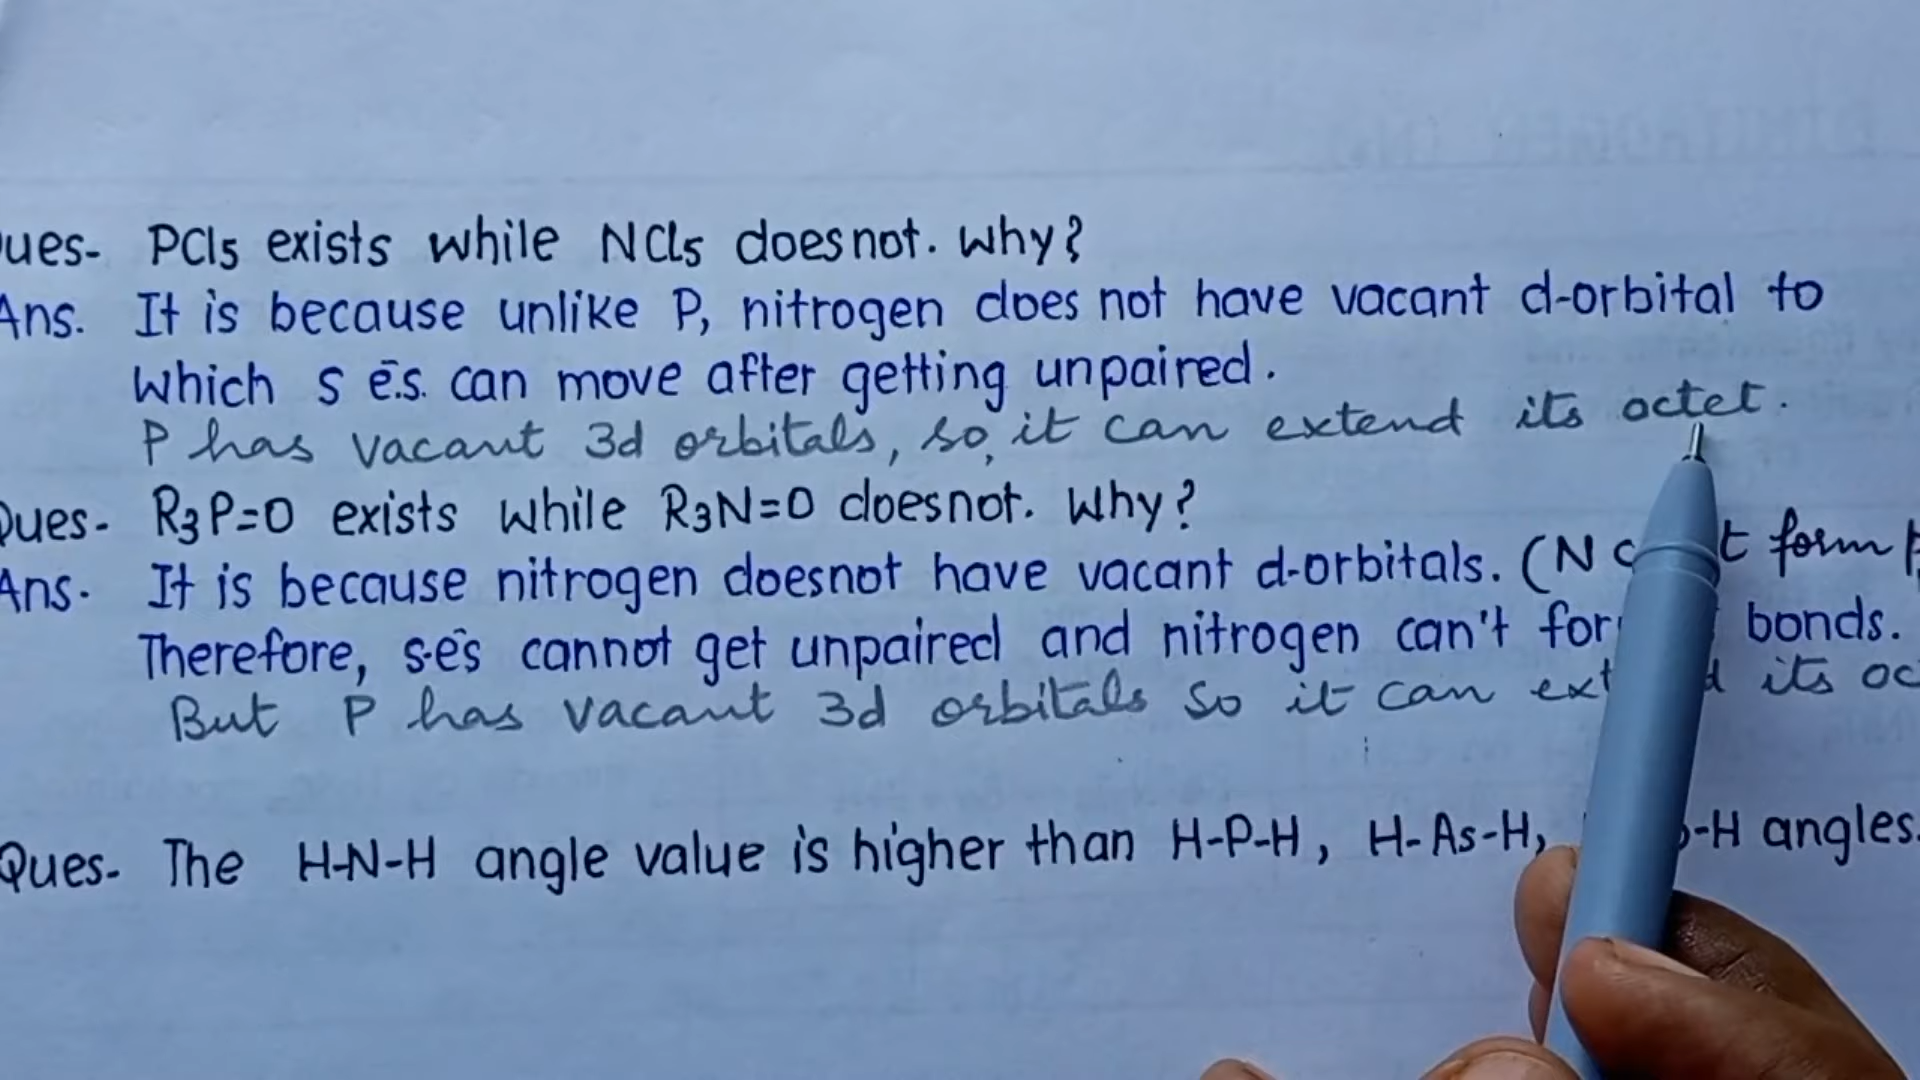 ues- PCl5 exists while NCl5 doesnot. Why?
Ans. It is because unlike P, nitrogen does not have vacant d-orbital to
which s ēs. can move after getting unpaired.
P has vacant 3d orbitals, so, it can extend its octet.
Ques- R3P=O exists while R3N=O doesnot. Why?
Ans- It is because nitrogen doesnot have vacant d-orbitals. (N form
Therefore, s-ēs cannot get unpaired and nitrogen can't bonds.
But P has vacant 3d orbitals so it can its
Ques- The H-N-H angle value is higher than H-P-H, H-As-H, -H angles.